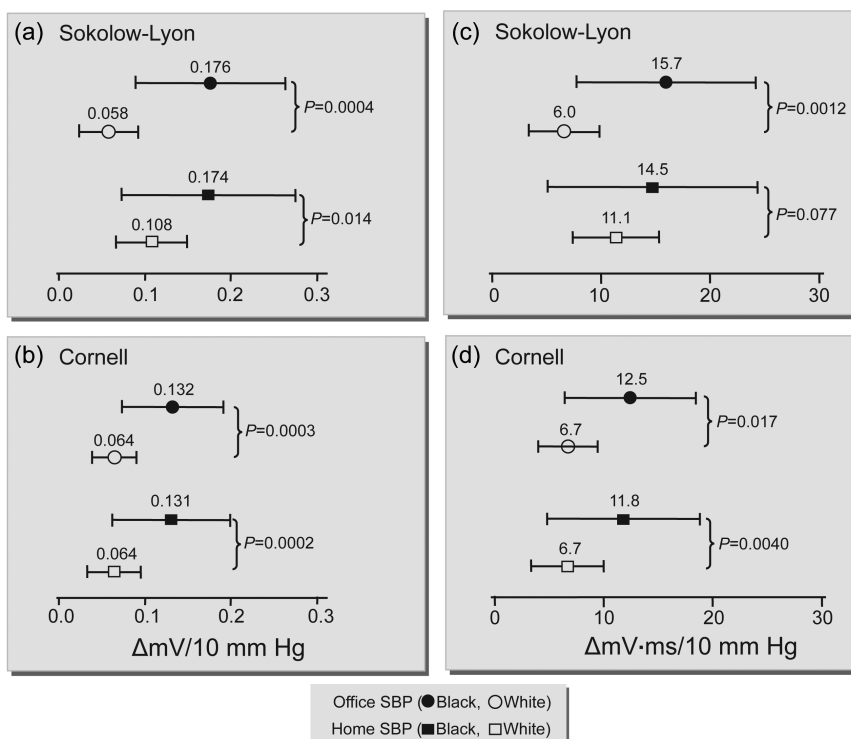 (a) Sokolow-Lyon
0.176
P=0.0004
0.058
0.174
P=0.014
0.108
0.0 0.1 0.2 0.3
(c) Sokolow-Lyon
15.7
P=0.0012
6.0
14.5
P=0.077
11.1
0 10 20 30
(b) Cornell
0.132
P=0.0003
0.064
0.131
P=0.0002
0.064
0.0 0.1 0.2 0.3
ΔmV/10 mm Hg
(d) Cornell
12.5
P=0.017
6.7
11.8
P=0.0040
6.7
0 10 20 30
ΔmV·ms/10 mm Hg
Office SBP (●Black, ○White)
Home SBP (■Black, □White)